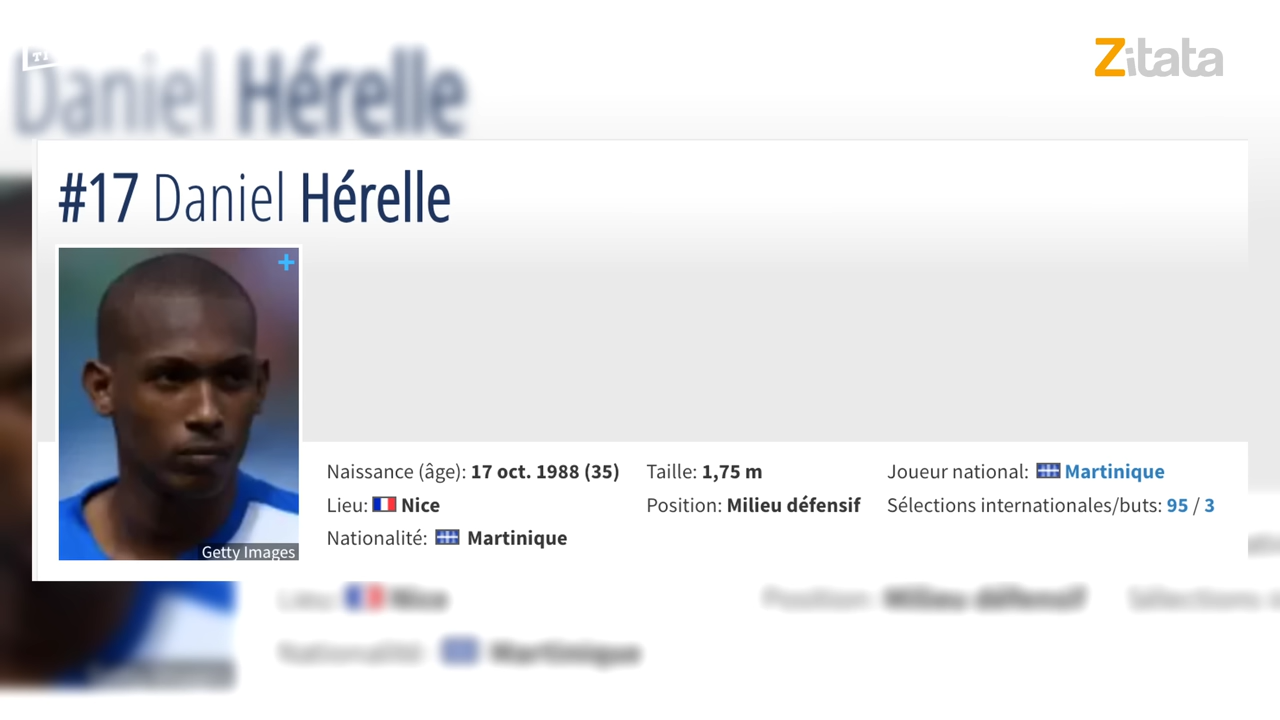 Zitata
Daniel Hérelle
#17 Daniel Hérelle
+
Getty Images
Naissance (âge): 17 oct. 1988 (35)
Lieu: Nice
Nationalité: Martinique
Taille: 1,75 m
Position: Milieu défensif
Joueur national: Martinique
Sélections internationales/buts: 95 / 3
Lieu: Nice
Position: Milieu défensif
Nationalité: Martinique